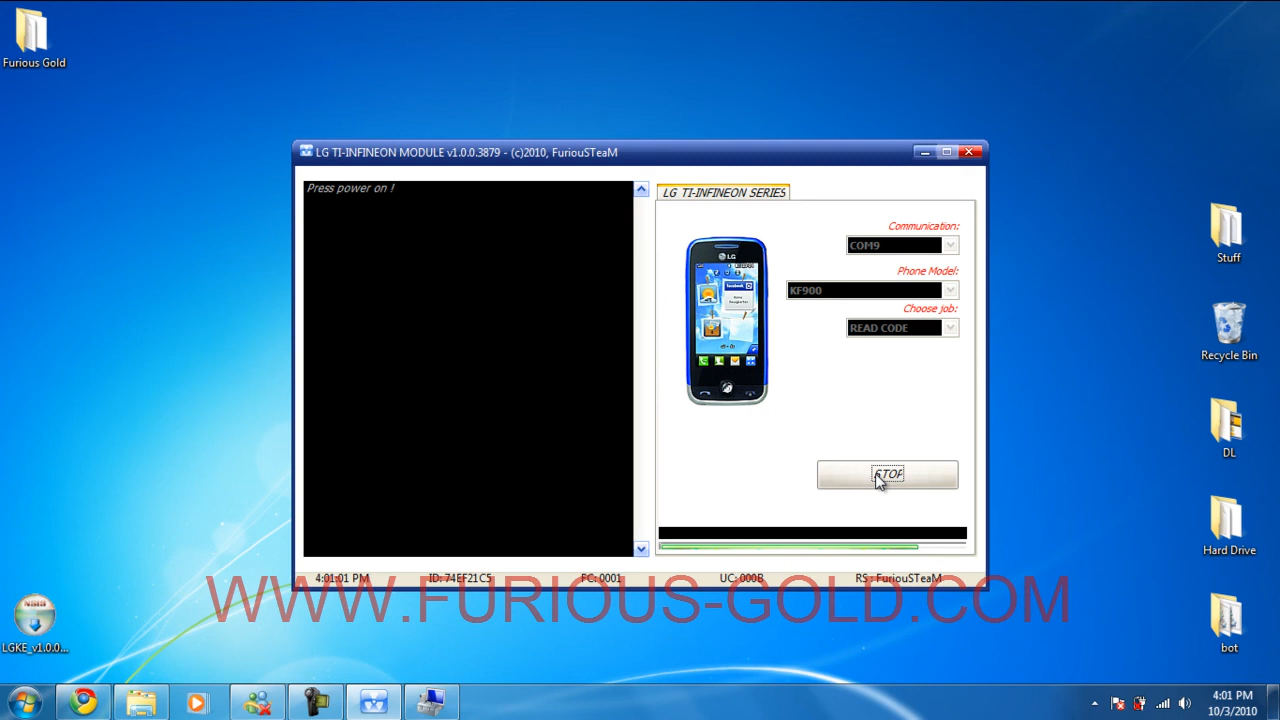 Furious Gold
LG TI-INFINEON MODULE v1.0.0.3879 - (c)2010, FuriouSTeaM
Press power on !
LG TI-INFINEON SERIES
Communication:
COM9
Phone Model:
KF900
Choose job:
READ CODE
LG
facebook
STOP
4:01:01 PM
ID: 74EF21C5
FC: 0001
UC: 000B
RS : FuriouSTeaM
WWW.FURIOUS-GOLD.COM
Stuff
Recycle Bin
DL
Hard Drive
bot
LGKE_v1.0.0...
4:01 PM
10/3/2010